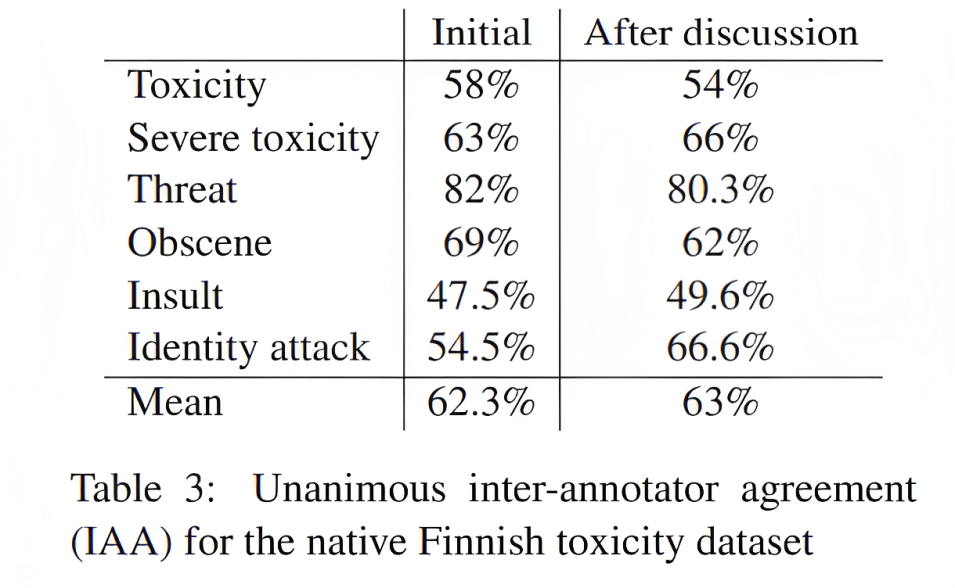 Initial After discussion
Toxicity 58% 54%
Severe toxicity 63% 66%
Threat 82% 80.3%
Obscene 69% 62%
Insult 47.5% 49.6%
Identity attack 54.5% 66.6%
Mean 62.3% 63%
Table 3: Unanimous inter-annotator agreement
(IAA) for the native Finnish toxicity dataset